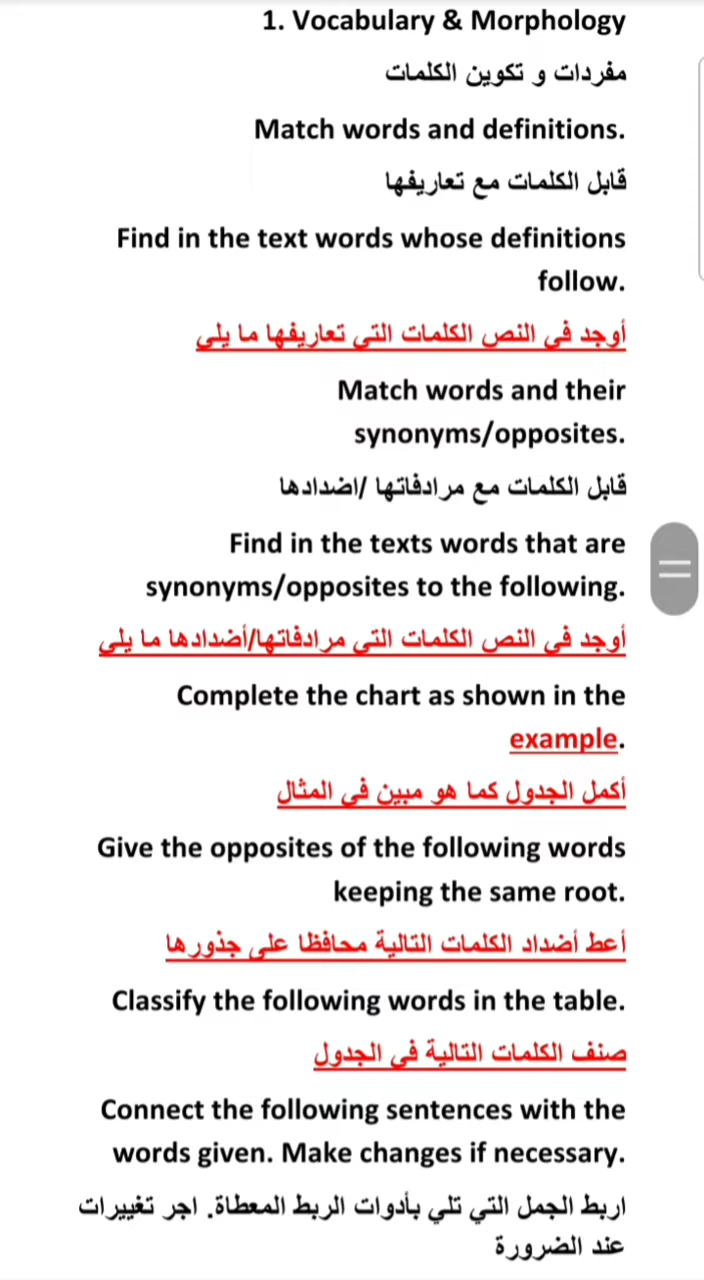 1. Vocabulary & Morphology
مفردات و تكوين الكلمات
Match words and definitions.
قابل الكلمات مع تعاريفها
Find in the text words whose definitions
follow.
أوجد في النص الكلمات التي تعاريفها ما يلي
Match words and their
synonyms/opposites.
قابل الكلمات مع مرادفاتها /اضدادها
Find in the texts words that are
synonyms/opposites to the following.
أوجد في النص الكلمات التي مرادفاتها/أضدادها ما يلي
Complete the chart as shown in the
example.
أكمل الجدول كما هو مبين في المثال
Give the opposites of the following words
keeping the same root.
أعط أضداد الكلمات التالية محافظا على جذورها
Classify the following words in the table.
صنف الكلمات التالية في الجدول
Connect the following sentences with the
words given. Make changes if necessary.
اربط الجمل التي تلي بأدوات الربط المعطاة. اجر تغييرات
عند الضرورة